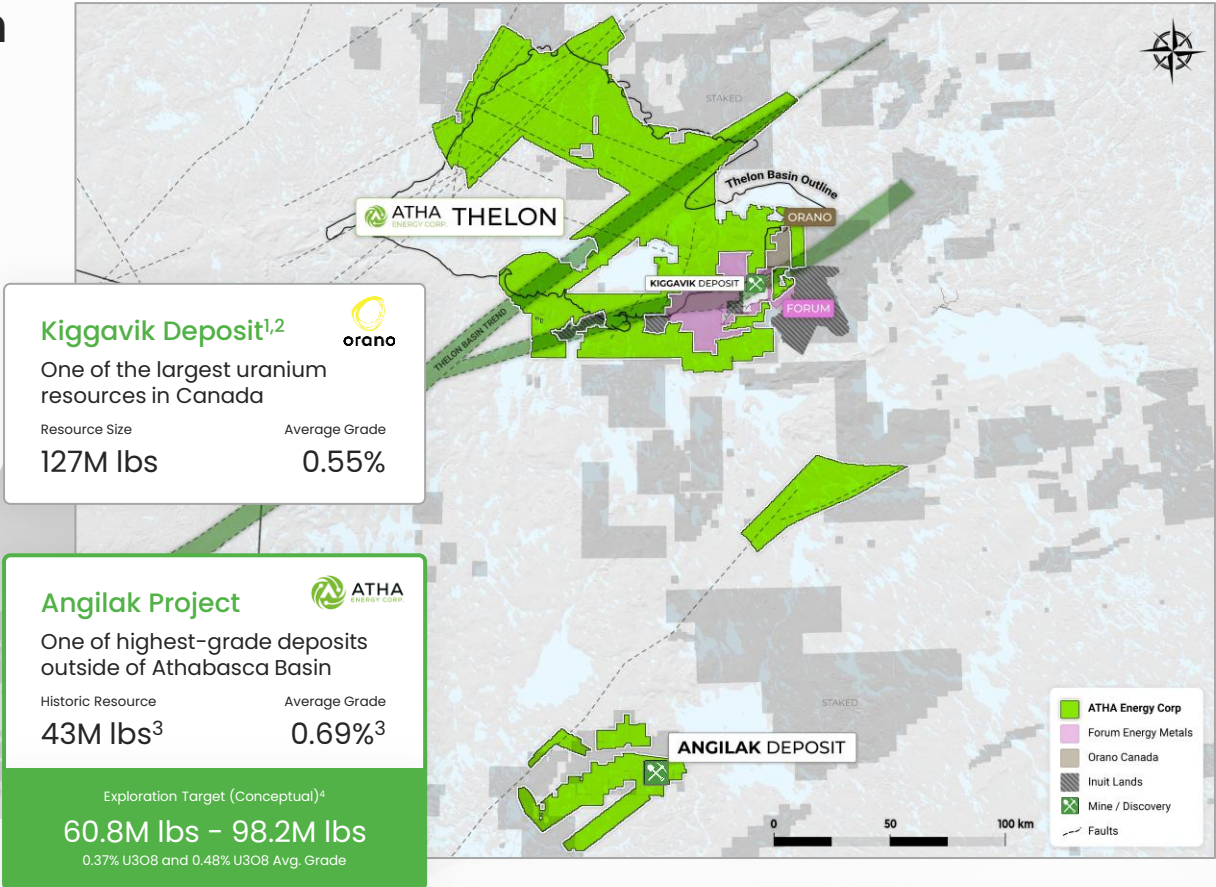 STAKED
Thelon Basin Outline
ATHA
ENERGY CORP.
THELON
ORANO
KIGGAVIK DEPOSIT
FORUM
THELON BASIN TREND
Kiggavik Deposit1,2
orano
One of the largest uranium
resources in Canada
Resource Size
Average Grade
127M lbs
0.55%
Angilak Project
ATHA
ENERGY CORP.
One of highest-grade deposits
outside of Athabasca Basin
Historic Resource
Average Grade
43M lbs3
0.69%3
Exploration Target (Conceptual)4
60.8M lbs - 98.2M lbs
0.37% U3O8 and 0.48% U3O8 Avg. Grade
STAKED
ANGILAK DEPOSIT
0 50 100 km
ATHA Energy Corp
Forum Energy Metals
Orano Canada
Inuit Lands
Mine / Discovery
Faults